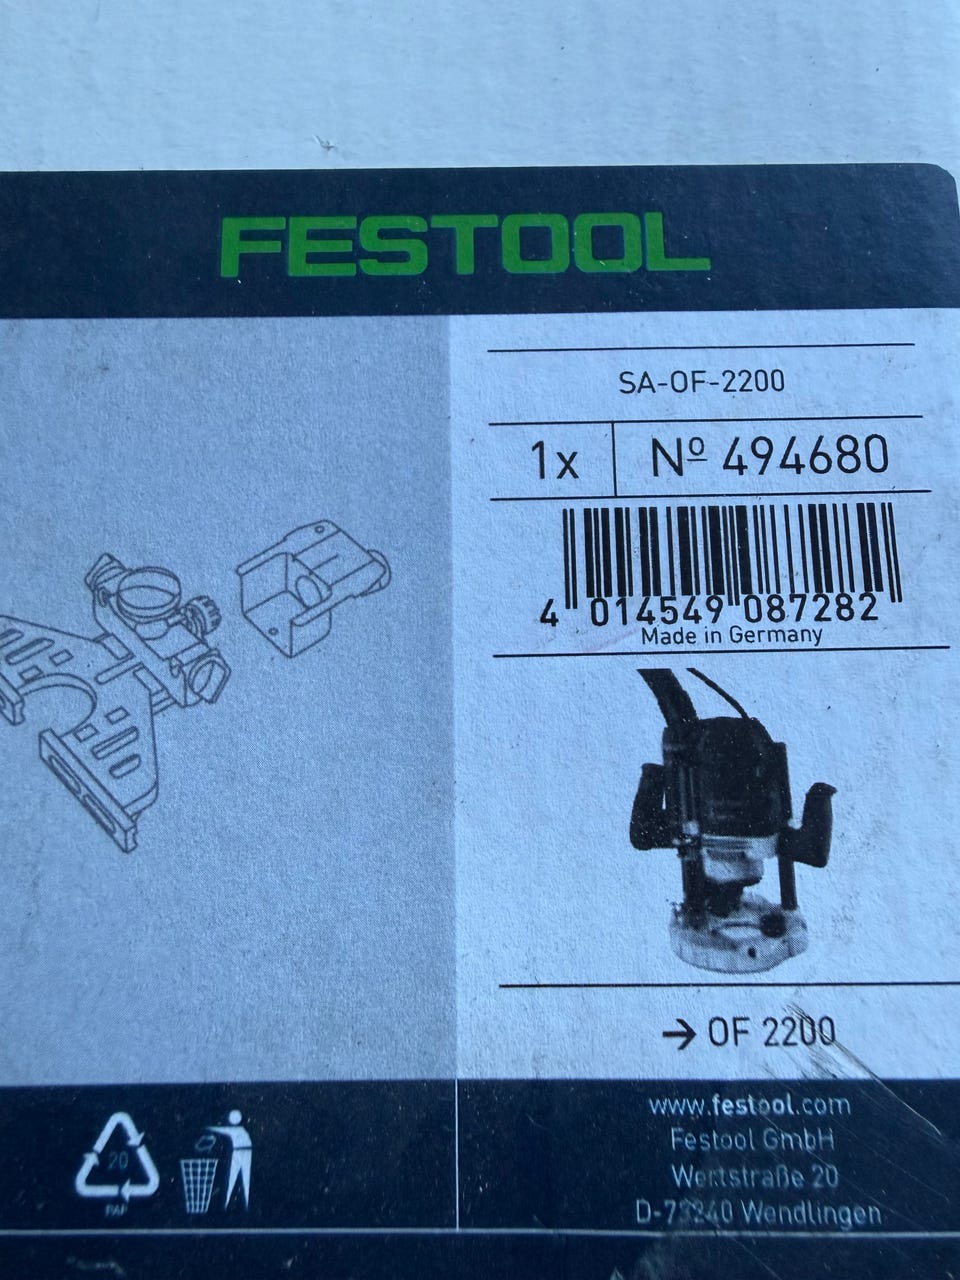 FESTOOL
SA-OF-2200
1x
Nº 494680
4 014549 087282
Made in Germany
→ OF 2200
www.festool.com
Festool GmbH
Wertstraße 20
D-73240 Wendlingen
20
PAP